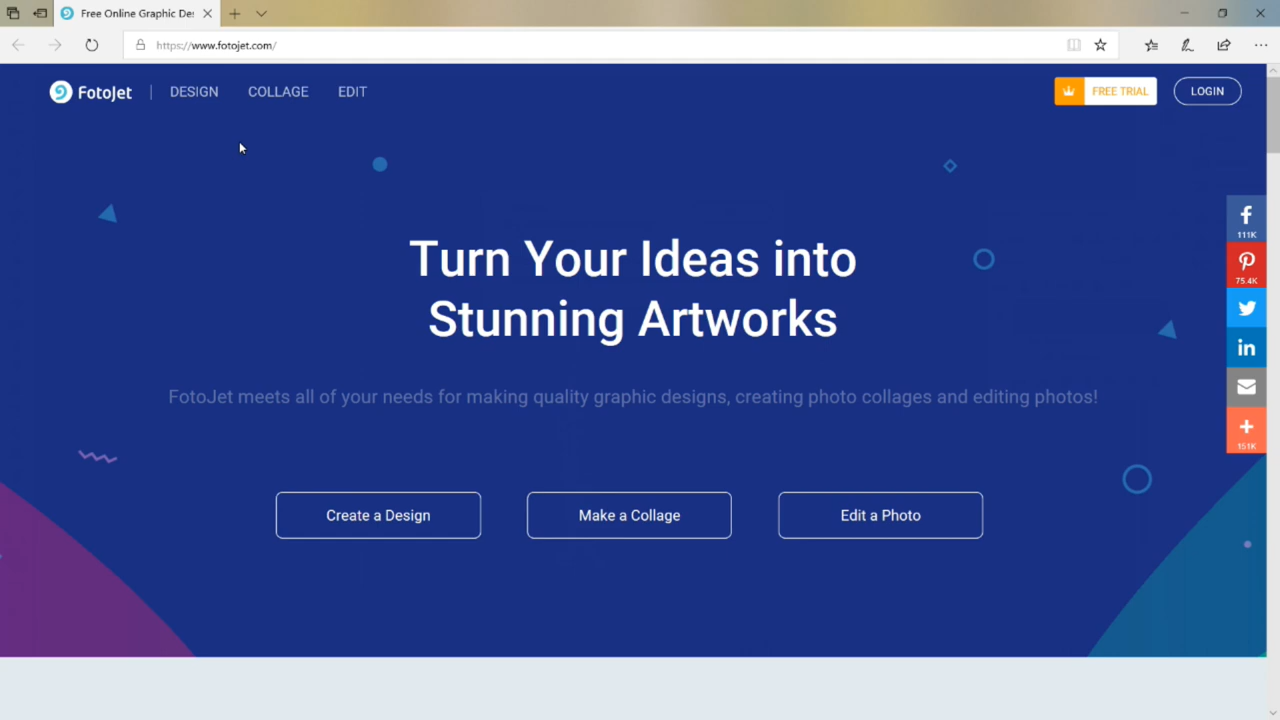 Free Online Graphic Des
https://www.fotojet.com/
FotoJet
DESIGN
COLLAGE
EDIT
FREE TRIAL
LOGIN
111K
75.4K
Turn Your Ideas into
Stunning Artworks
FotoJet meets all of your needs for making quality graphic designs, creating photo collages and editing photos!
151K
Create a Design
Make a Collage
Edit a Photo